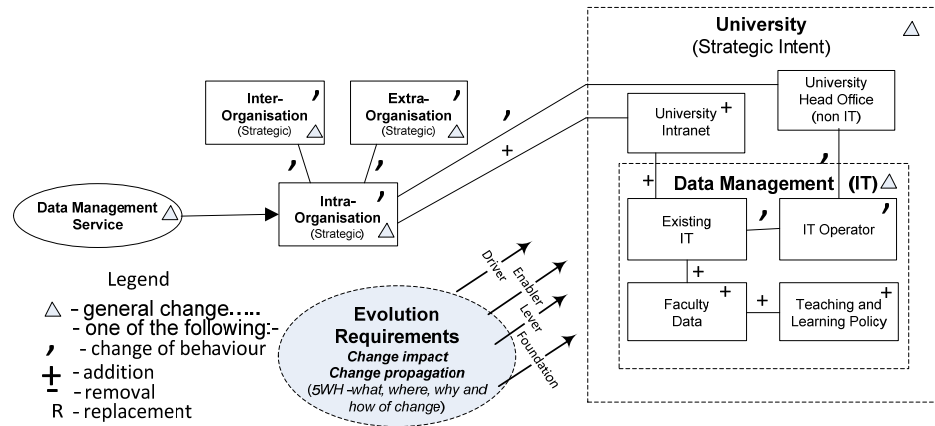 University
(Strategic Intent)
University
Head Office
(non IT)
Inter-
Organisation
(Strategic)
,
Extra-
Organisation
(Strategic)
,
,
+
University
Intranet
+
,
,
,
Data Management (IT)
+
Intra-
Organisation
(Strategic)
,
Data Management
Service
Existing
IT
,
IT Operator
,
+
Faculty
Data
+
+
Teaching and
Learning Policy
+
Driver
Enabler
Lever
Foundation
Evolution
Requirements
Change impact
Change propagation
(5WH -what, where, why and
how of change)
Legend
- general change.....
- one of the following:-
, - change of behaviour
+ - addition
- - removal
R - replacement